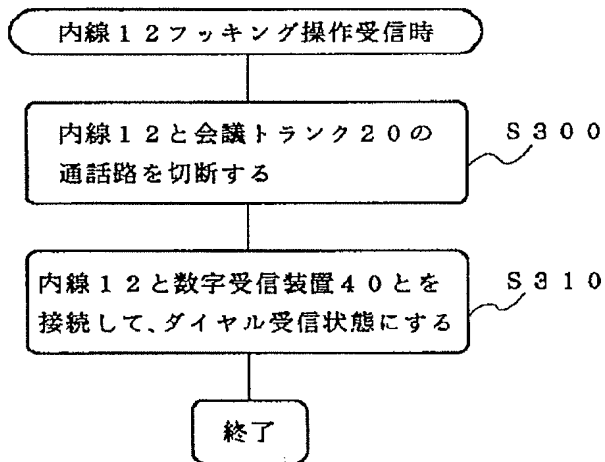 内線12フッキング操作受信時
内線12と会議トランク20の
通話路を切断する
S300
内線12と数字受信装置40とを
接続して、ダイヤル受信状態にする
S310
終了